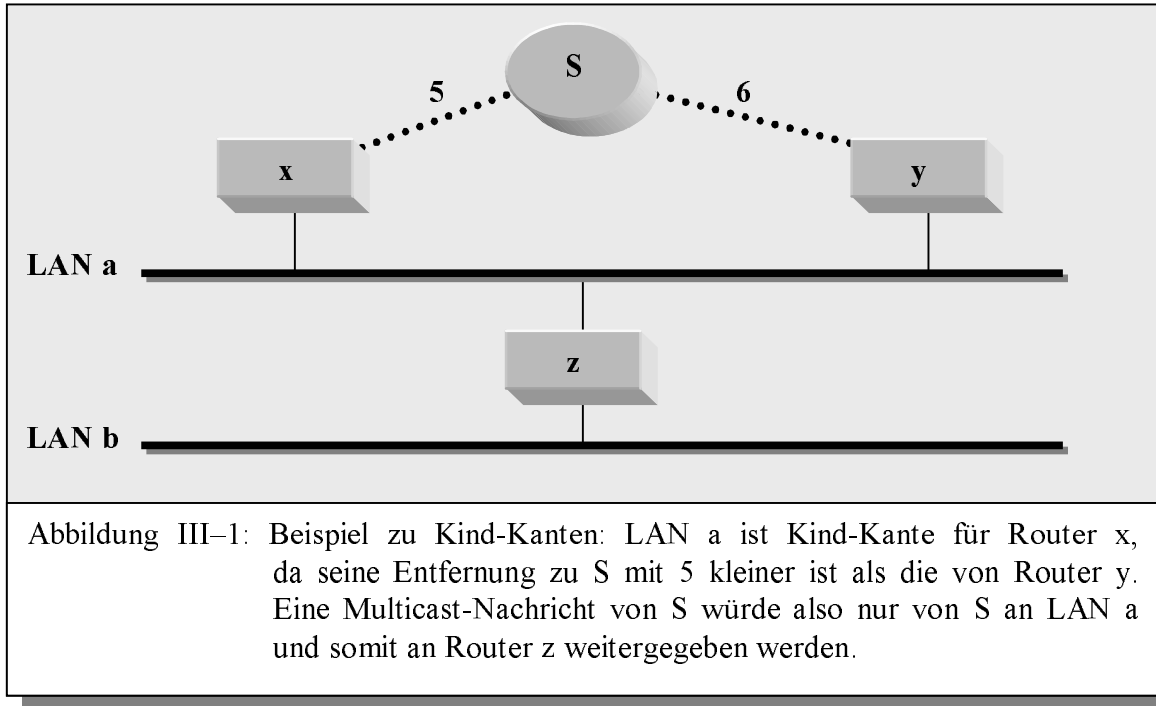 S
5
6
x
y
LAN a
z
LAN b
Abbildung III–1: Beispiel zu Kind-Kanten: LAN a ist Kind-Kante für Router x,
da seine Entfernung zu S mit 5 kleiner ist als die von Router y.
Eine Multicast-Nachricht von S würde also nur von S an LAN a
und somit an Router z weitergegeben werden.